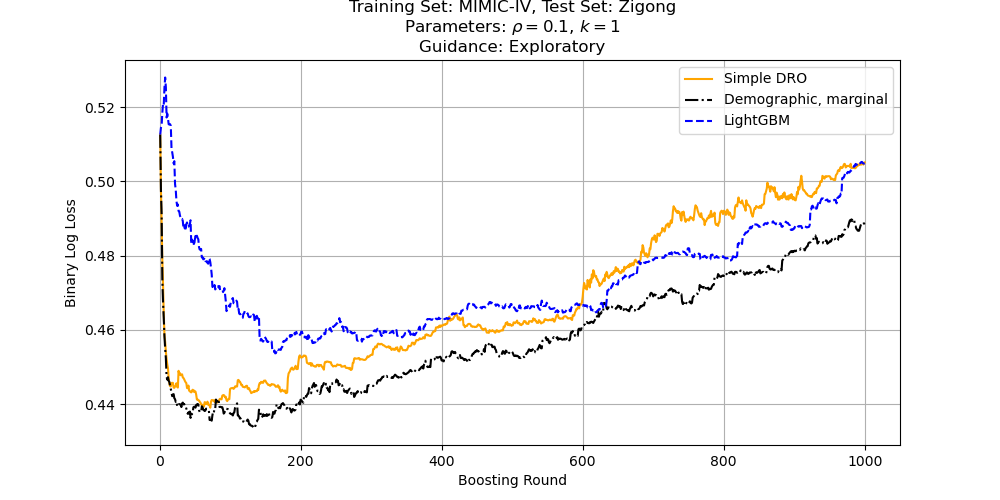 Training Set: MIMIC-IV, Test Set: Zigong
Parameters: ρ = 0.1, k = 1
Guidance: Exploratory
Simple DRO
Demographic, marginal
LightGBM
Binary Log Loss
0.52
0.50
0.48
0.46
0.44
0 200 400 600 800 1000
Boosting Round